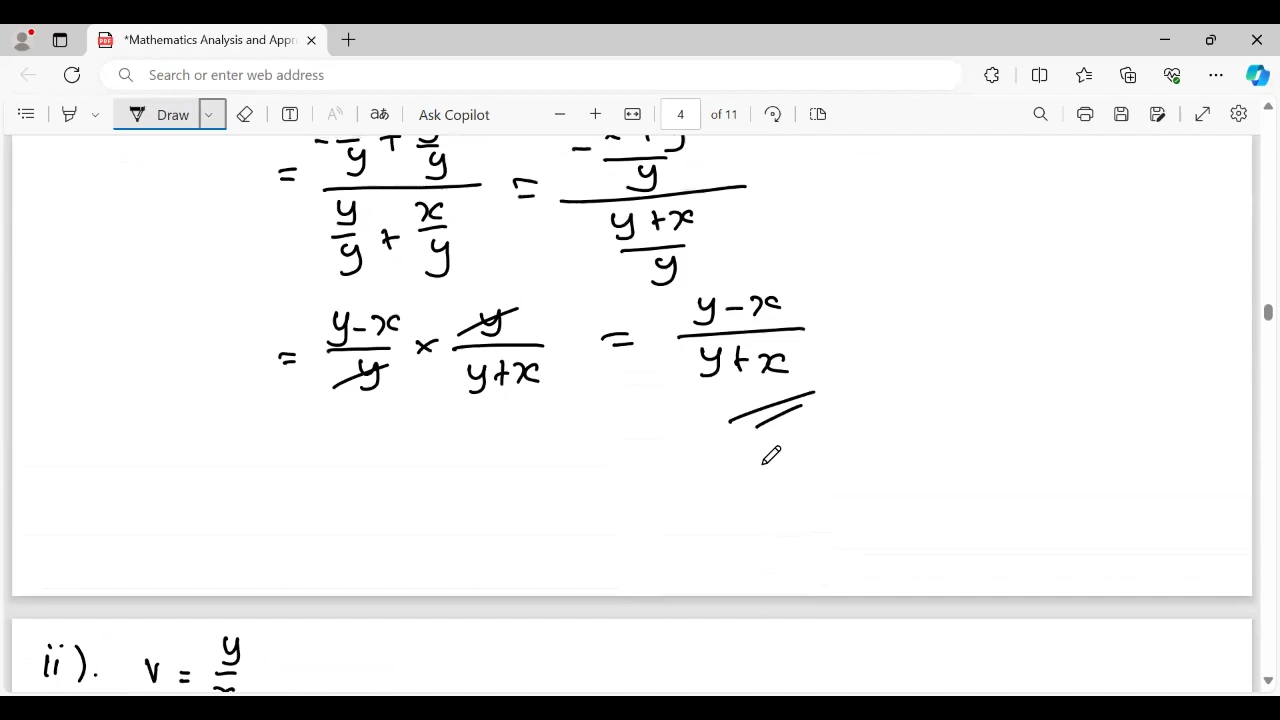 *Mathematics Analysis and Appr
Search or enter web address
Draw
Ask Copilot
4 of 11
= (-x/y + y/y)/(y/y + x/y) = (-x + y/y)/(y + x/y)
= y - x/y × y/y + x = y - x/y + x
ii). v = y/x